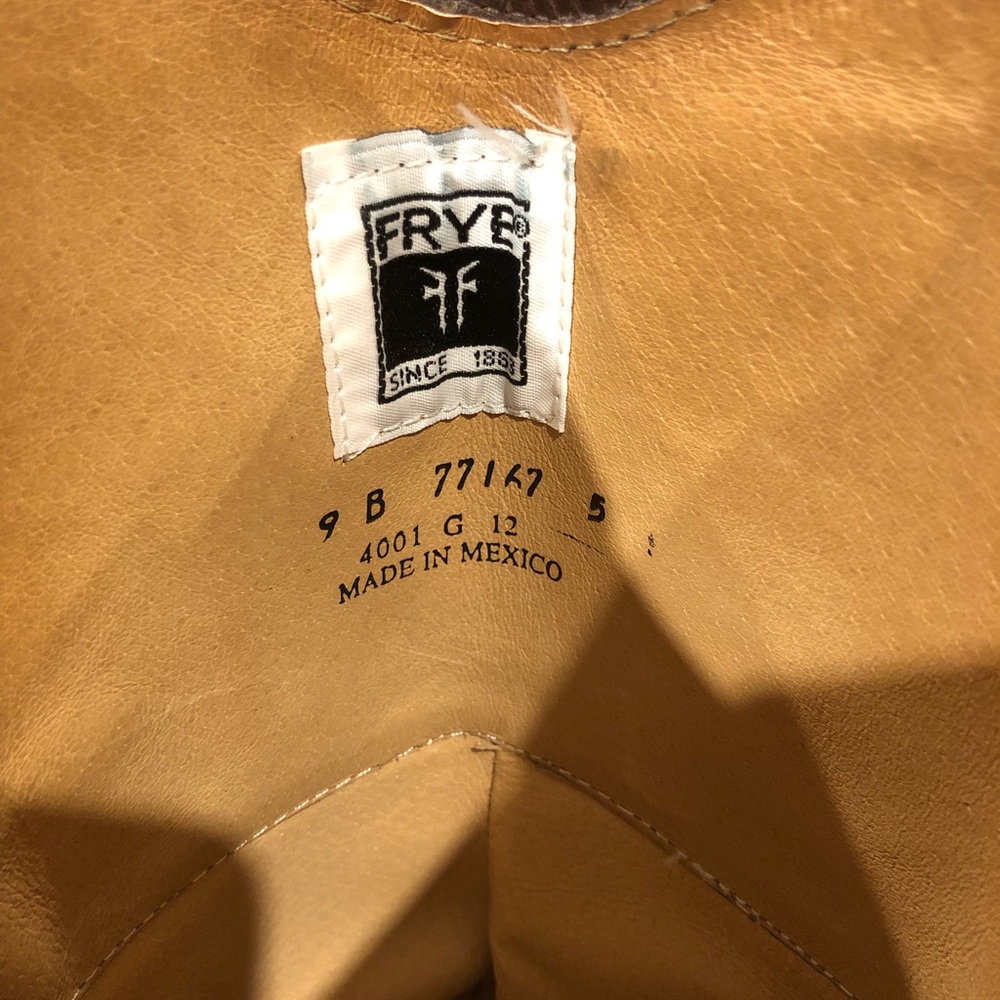 FRYE®
SINCE 1863
9 B 77167 5
4001 G 12
MADE IN MEXICO